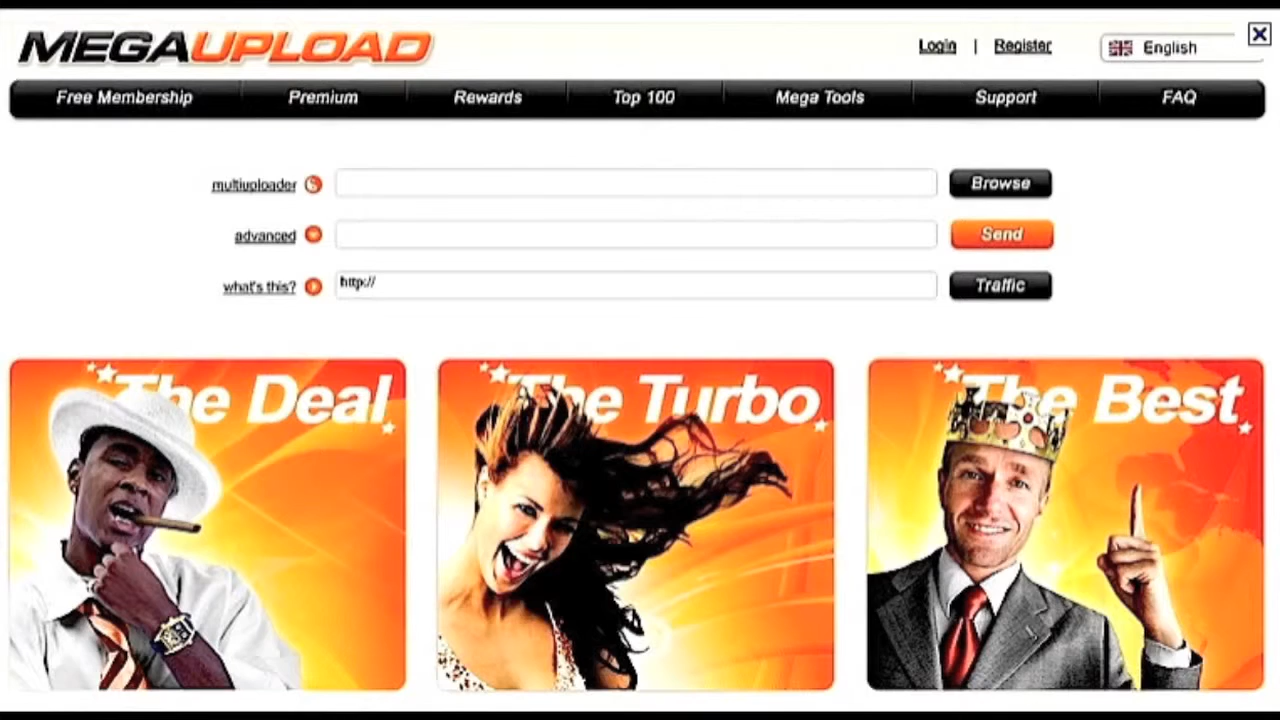 MEGAUPLOAD
Login | Register
English
Free Membership Premium Rewards Top 100 Mega Tools Support FAQ
multiuploader Browse
advanced Send
what's this? http:// Traffic
The Deal The Turbo The Best